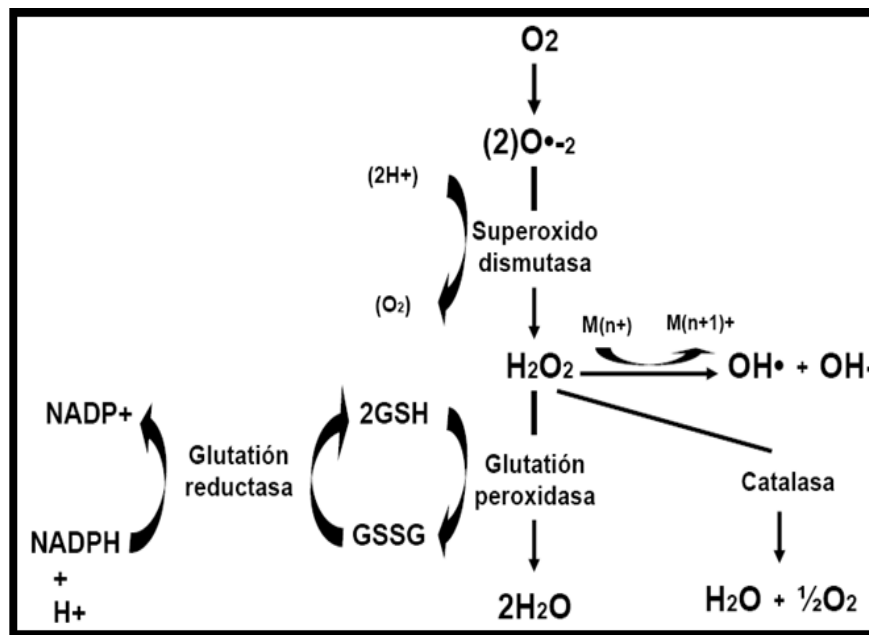 O2
(2)O•-2
(2H+)
Superoxido
dismutasa
(O2)
M(n+) M(n+1)+
H2O2 OH• + OH-
NADP+ 2GSH
Glutatión
reductasa
Glutatión
peroxidasa
Catalasa
NADPH GSSG
+
H+
2H2O H2O + ½O2